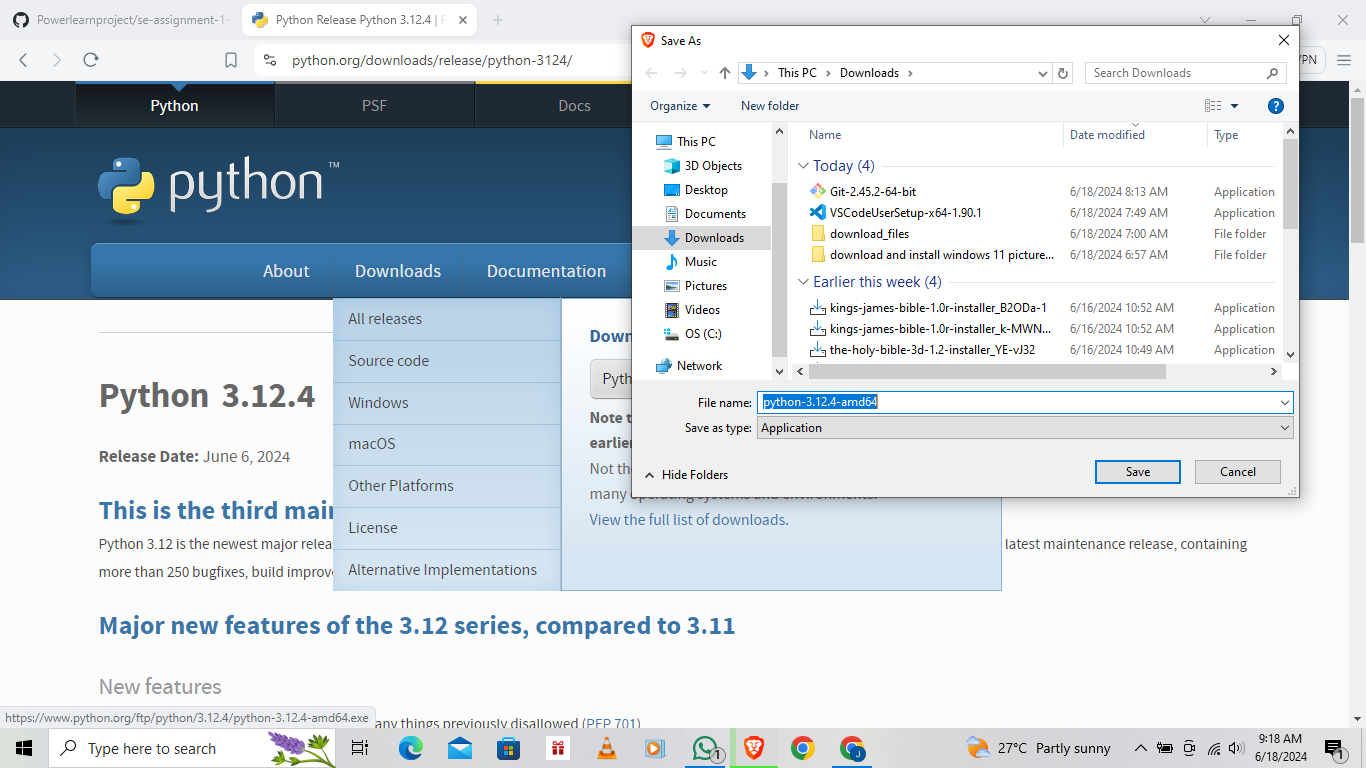 Powerlearnproject/se-assignment-1
Python Release Python 3.12.4 | P
python.org/downloads/release/python-3124/
VPN
Python
PSF
Docs
python™
About
Downloads
Documentation
All releases
Source code
Windows
macOS
Other Platforms
License
Alternative Implementations
Down
Pyth
Note t
earlier
Not th
many operating systems and environments.
View the full list of downloads.
Python 3.12.4
Release Date: June 6, 2024
This is the third main
Python 3.12 is the newest major relea
latest maintenance release, containing
more than 250 bugfixes, build improve
Major new features of the 3.12 series, compared to 3.11
New features
any things previously disallowed (PEP 701)
https://www.python.org/ftp/python/3.12.4/python-3.12.4-amd64.exe
Save As
This PC
Downloads
Search Downloads
Organize
New folder
This PC
3D Objects
Desktop
Documents
Downloads
Music
Pictures
Videos
OS (C:)
Network
Name Date modified Type
Today (4)
Git-2.45.2-64-bit 6/18/2024 8:13 AM Application
VSCodeUserSetup-x64-1.90.1 6/18/2024 7:49 AM Application
download_files 6/18/2024 7:00 AM File folder
download and install windows 11 picture... 6/18/2024 6:57 AM File folder
Earlier this week (4)
kings-james-bible-1.0r-installer_B2ODa-1 6/16/2024 10:52 AM Application
kings-james-bible-1.0r-installer_k-MWN... 6/16/2024 10:52 AM Application
the-holy-bible-3d-1.2-installer_YE-vJ32 6/16/2024 10:49 AM Application
File name: python-3.12.4-amd64
Save as type: Application
Hide Folders
Save
Cancel
Type here to search
1
J
27°C Partly sunny
9:18 AM
6/18/2024
1